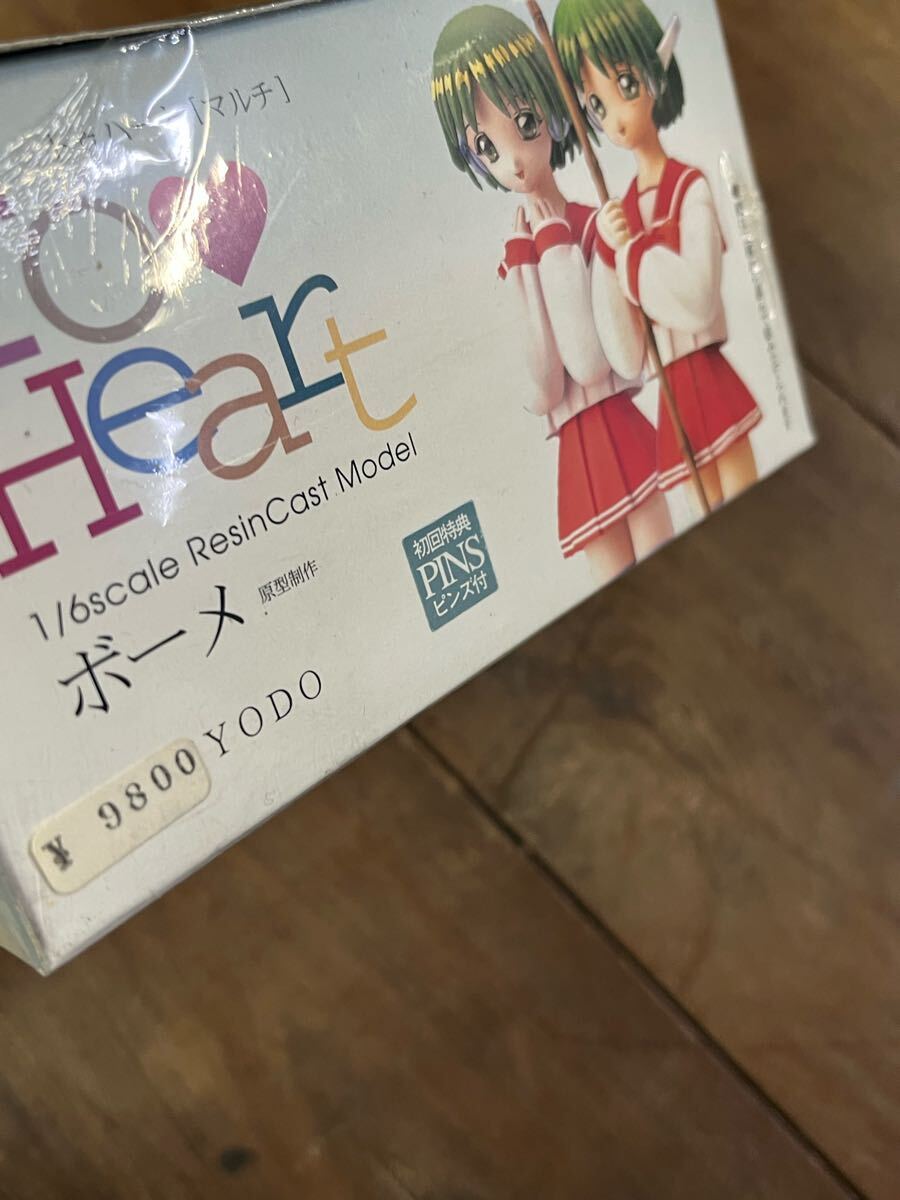 [マルチ]
To
Heart
1/6scale ResinCast Model
ボーメ 原型制作
初回特典
PINS
ピンズ付
YODO
¥ 9800